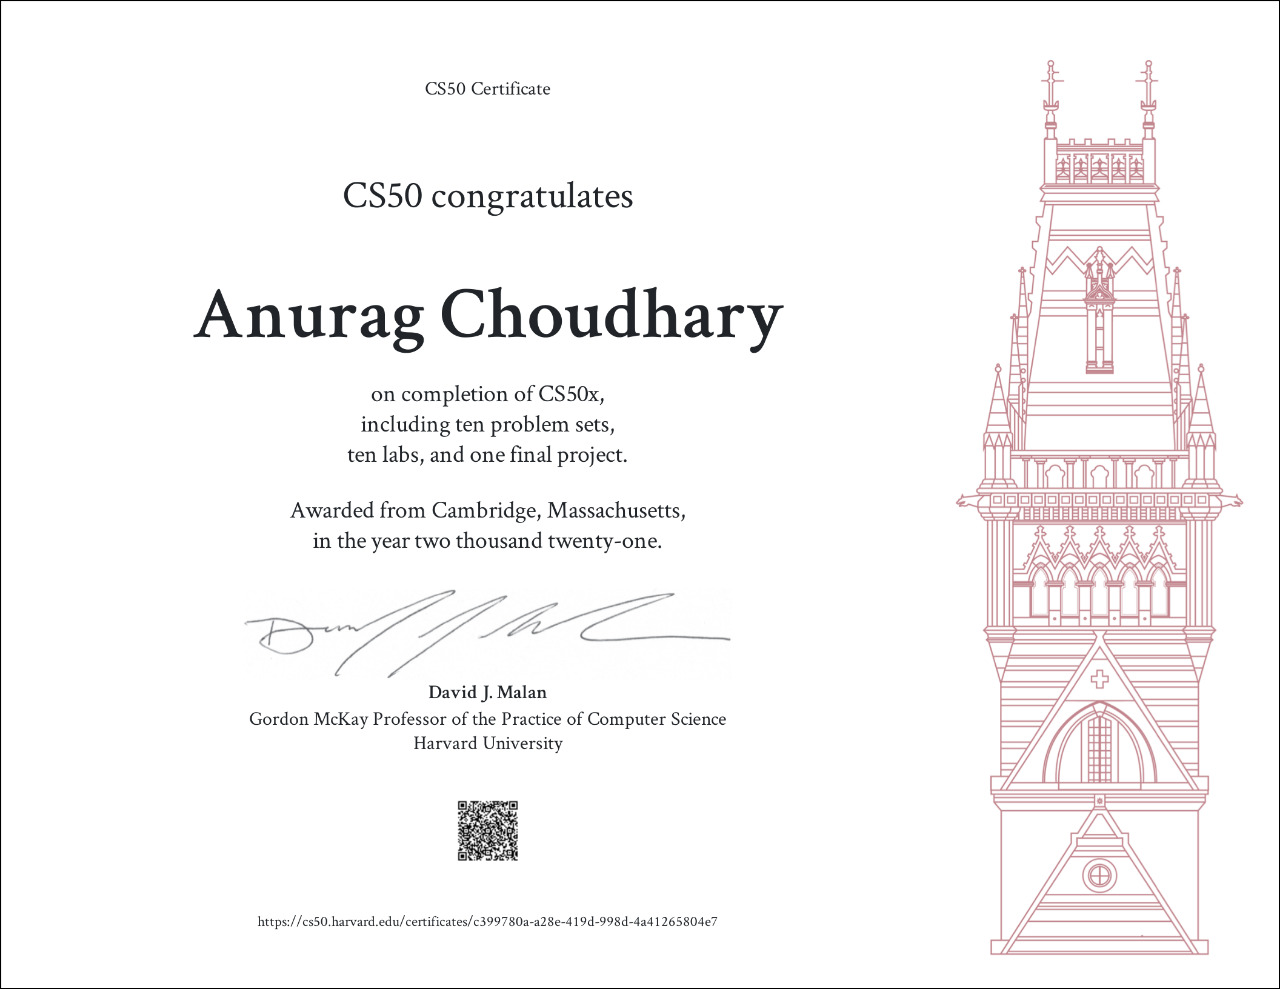 CS50 Certificate
CS50 congratulates
Anurag Choudhary
on completion of CS50x,
including ten problem sets,
ten labs, and one final project.
Awarded from Cambridge, Massachusetts,
in the year two thousand twenty-one.
David J. Malan
Gordon McKay Professor of the Practice of Computer Science
Harvard University
https://cs50.harvard.edu/certificates/c399780a-a28e-419d-998d-4a41265804e7